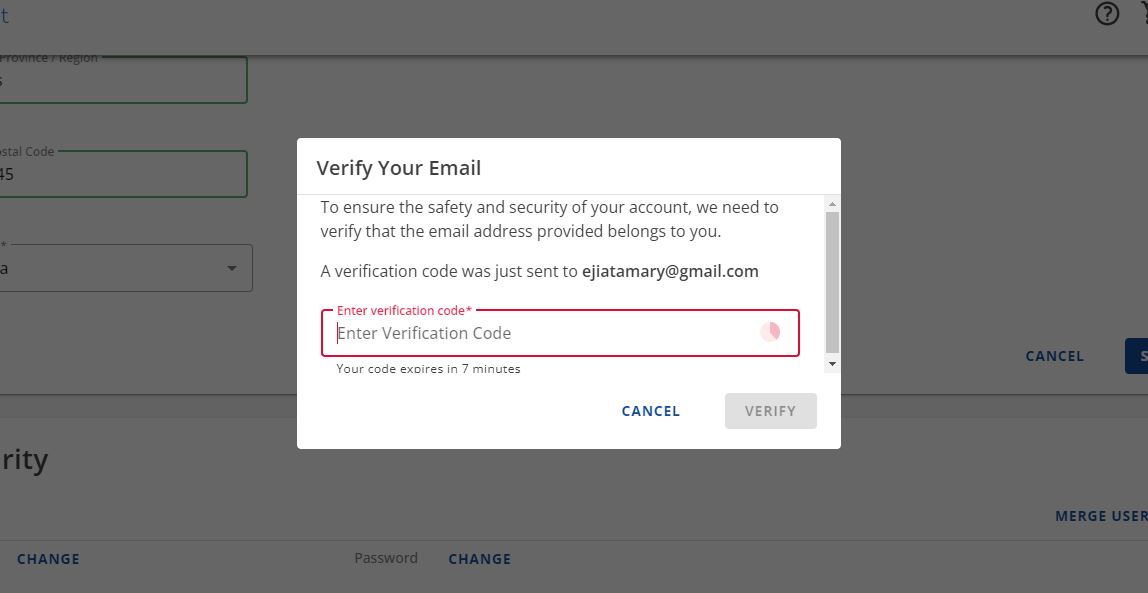 t
Province / Region
s
ostal Code
45
*
a
Verify Your Email
To ensure the safety and security of your account, we need to
verify that the email address provided belongs to you.
A verification code was just sent to ejiatamary@gmail.com
Enter verification code*
Enter Verification Code
Your code expires in 7 minutes
CANCEL
VERIFY
CANCEL
S
rity
MERGE USER
CHANGE
Password
CHANGE